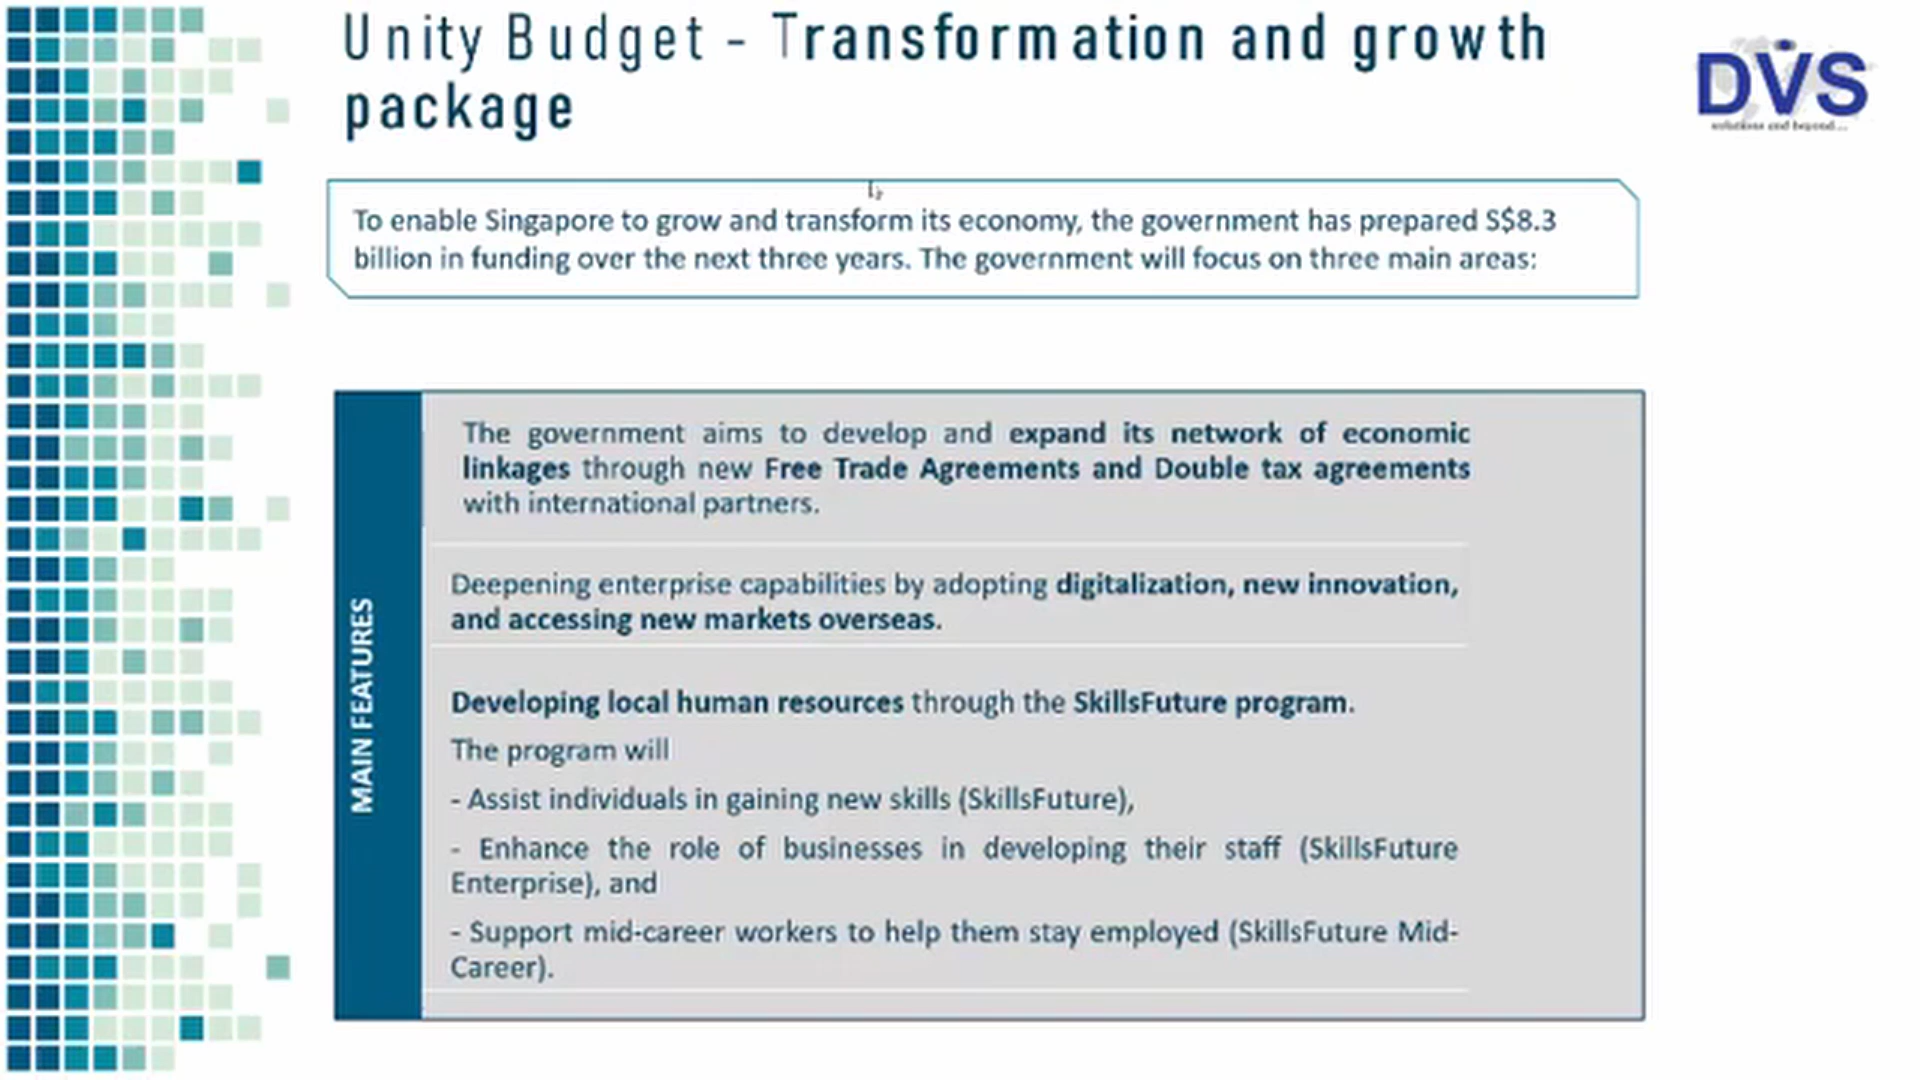 Unity Budget - Transformation and growth
package
DVS
solutions and beyond...
To enable Singapore to grow and transform its economy, the government has prepared S$8.3
billion in funding over the next three years. The government will focus on three main areas:
MAIN FEATURES
The government aims to develop and expand its network of economic
linkages through new Free Trade Agreements and Double tax agreements
with international partners.
Deepening enterprise capabilities by adopting digitalization, new innovation,
and accessing new markets overseas.
Developing local human resources through the SkillsFuture program.
The program will
- Assist individuals in gaining new skills (SkillsFuture),
- Enhance the role of businesses in developing their staff (SkillsFuture
Enterprise), and
- Support mid-career workers to help them stay employed (SkillsFuture Mid-
Career).